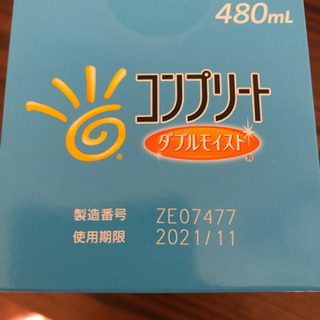 480mL
コンプリート
®
ダブルモイスト®
製造番号 ZE07477
使用期限 2021/11